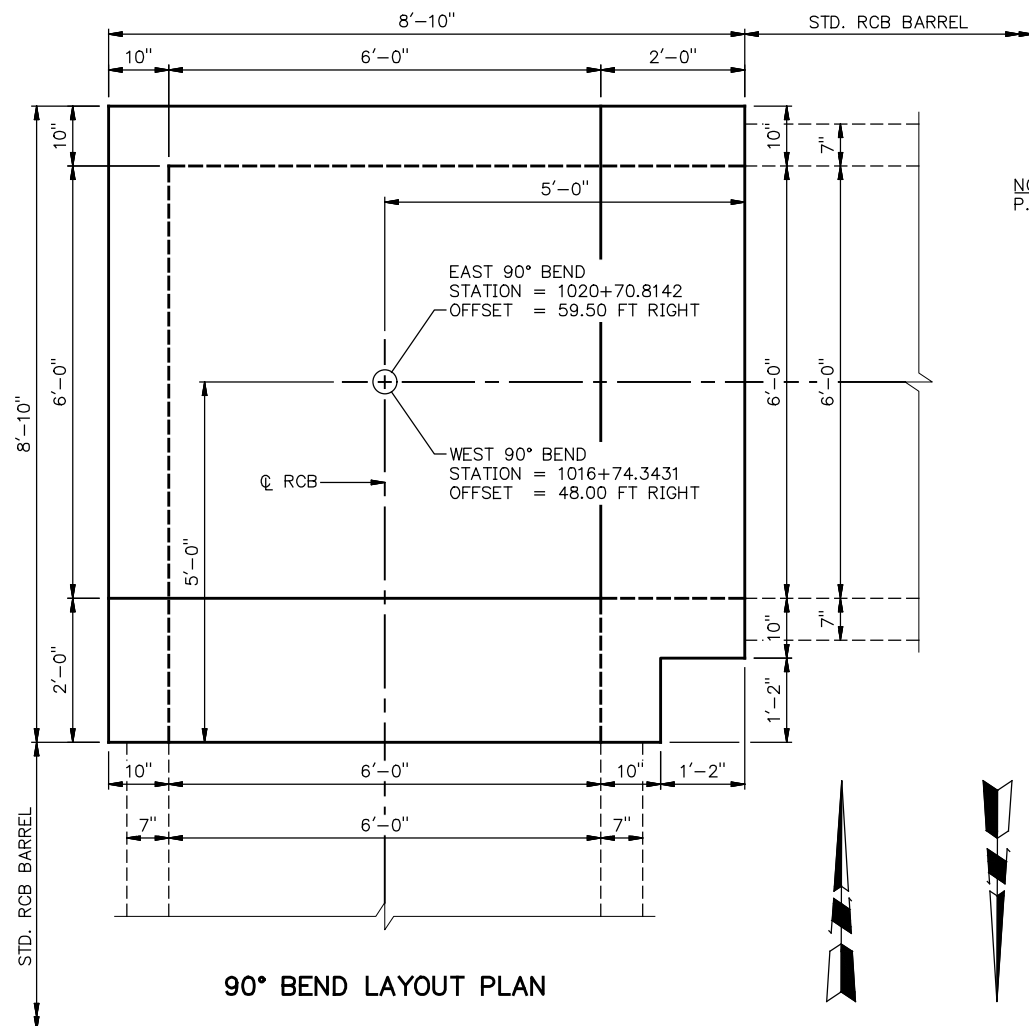 8'-10"
STD. RCB BARREL
10"
6'-0"
2'-0"
10"
10"
7"
5'-0"
NO
P.
EAST 90° BEND
STATION = 1020+70.8142
OFFSET = 59.50 FT RIGHT
8'-10"
6'-0"
6'-0"
6'-0"
WEST 90° BEND
STATION = 1016+74.3431
OFFSET = 48.00 FT RIGHT
℄ RCB
5'-0"
2'-0"
10"
7"
1'-2"
10"
6'-0"
10"
1'-2"
7"
6'-0"
7"
STD. RCB BARREL
90° BEND LAYOUT PLAN